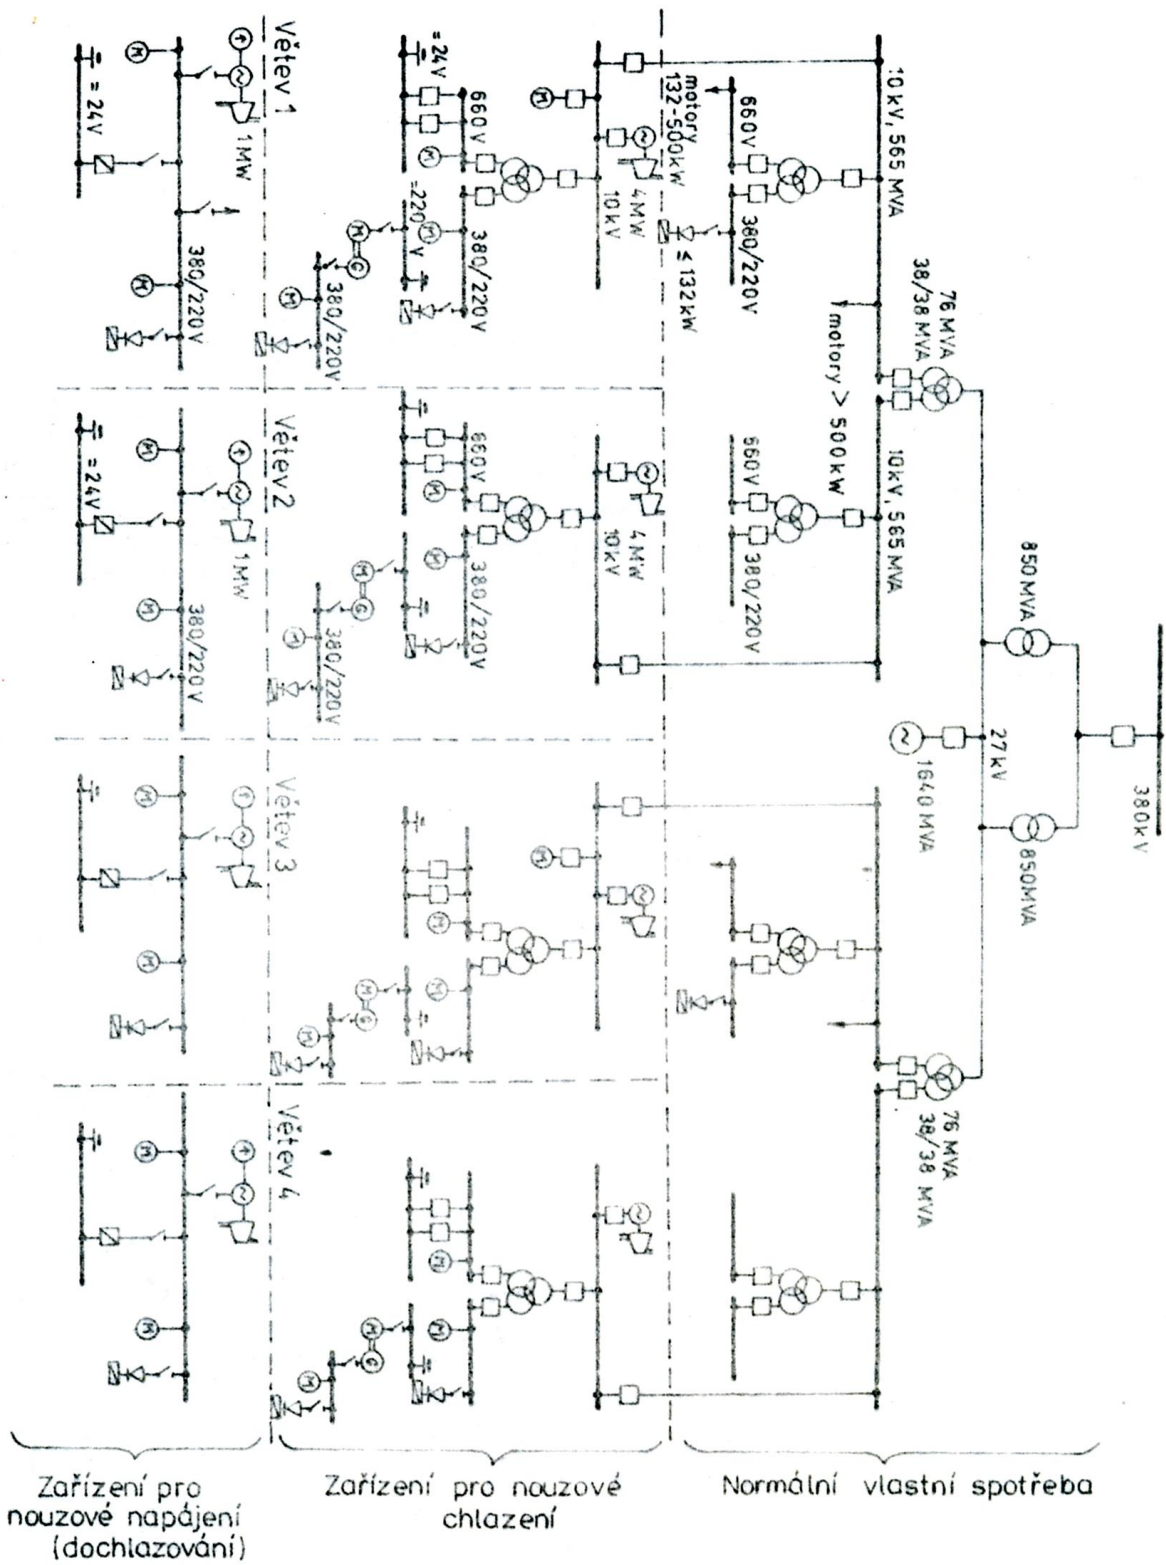 380kV
850MVA
850MVA
27kV
1640MVA
76 MVA
38/38 MVA
76 MVA
38/38 MVA
10kV, 565 MVA
10kV, 565 MVA
motory > 500kW
660V
380/220V
660V
380/220V
motory
132-500kW
≤ 132kW
4MW
10kV
4MW
10kV
M
M
=24V
660V
380/220V
=220V
M
M
M
G
M
380/220V
660V
380/220V
M
M
M
G
M
380/220V
M
M
M
G
M
M
M
M
G
M
Větev 1
Větev 2
Větev 3
Větev 4
1MW
380/220V
=24V
M
M
1MW
380/220V
=24V
M
M
M
M
M
M
Zařízení pro
nouzové napájení
(dochlazování)
Zařízení pro nouzové
chlazení
Normální vlastní spotřeba